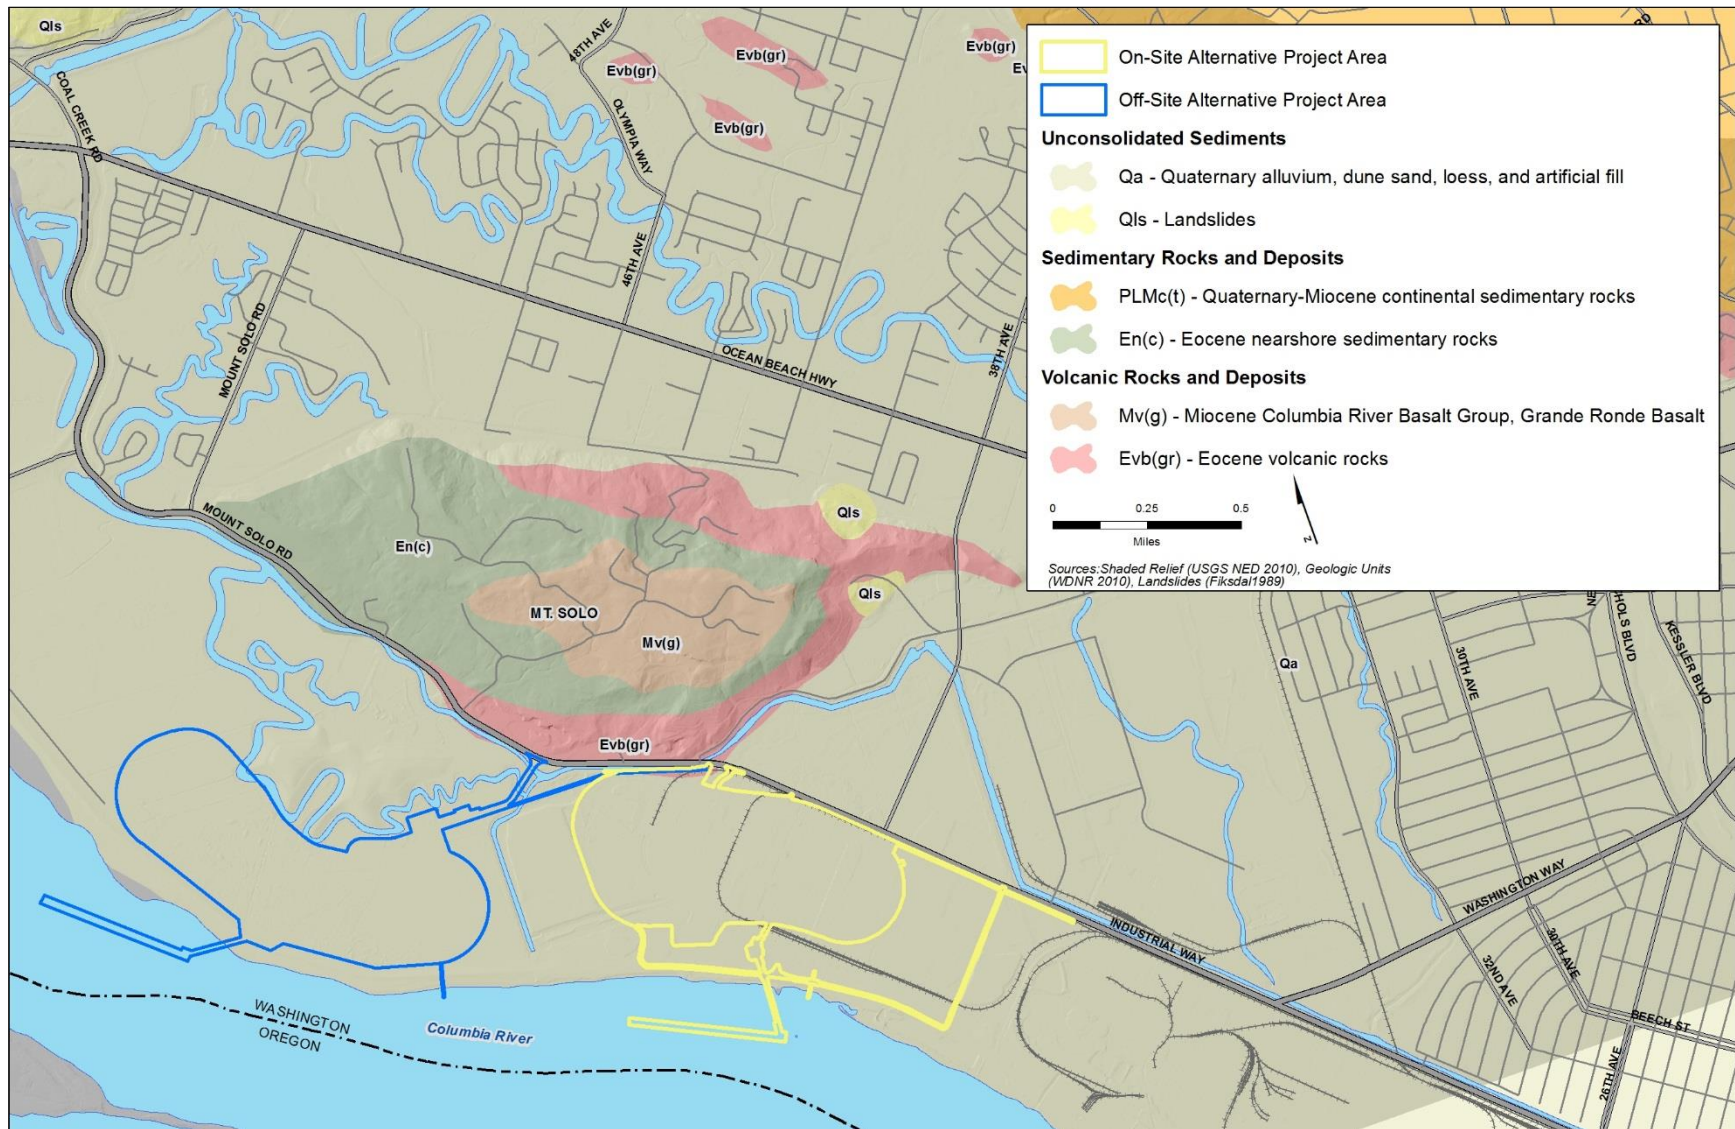 Qls
COAL CREEK RD
48TH AVE
OLYMPIA WAY
Evb(gr)
Evb(gr)
Evb(gr)
Evb(gr)
46TH AVE
MOUNT SOLO RD
OCEAN BEACH HWY
38TH AVE
MOUNT SOLO RD
En(c)
MT. SOLO
Mv(g)
Qls
Qls
Evb(gr)
Qa
30TH AVE
KESSLER BLVD
WASHINGTON WAY
INDUSTRIAL WAY
32ND AVE
30TH AVE
BEECH ST
26TH AVE
WASHINGTON
OREGON
Columbia River
On-Site Alternative Project Area
Off-Site Alternative Project Area
Unconsolidated Sediments
Qa - Quaternary alluvium, dune sand, loess, and artificial fill
Qls - Landslides
Sedimentary Rocks and Deposits
PLMc(t) - Quaternary-Miocene continental sedimentary rocks
En(c) - Eocene nearshore sedimentary rocks
Volcanic Rocks and Deposits
Mv(g) - Miocene Columbia River Basalt Group, Grande Ronde Basalt
Evb(gr) - Eocene volcanic rocks
0 0.25 0.5
Miles
N
Sources:Shaded Relief (USGS NED 2010), Geologic Units
(WDNR 2010), Landslides (Fiksdal1989)